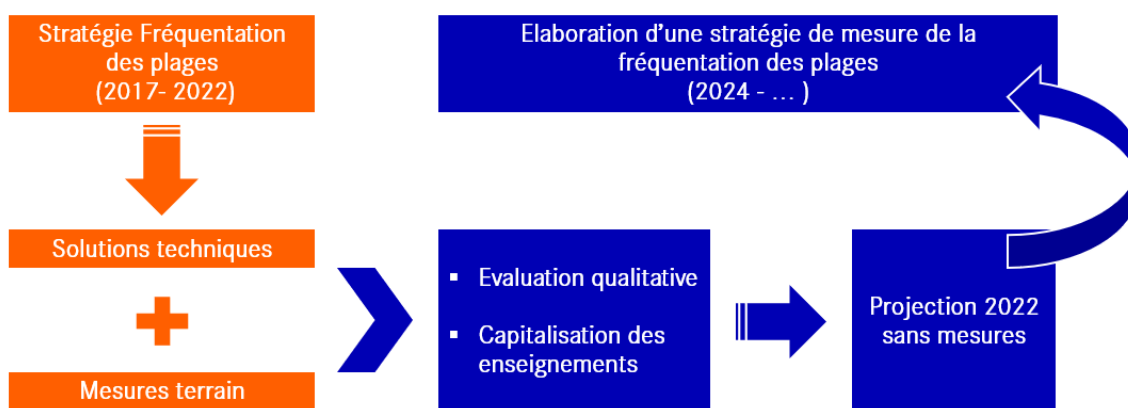 Stratégie Fréquentation
des plages
(2017- 2022)
Elaboration d'une stratégie de mesure de la
fréquentation des plages
(2024 - ... )
Solutions techniques
Mesures terrain
▪ Evaluation qualitative
▪ Capitalisation des
enseignements
Projection 2022
sans mesures